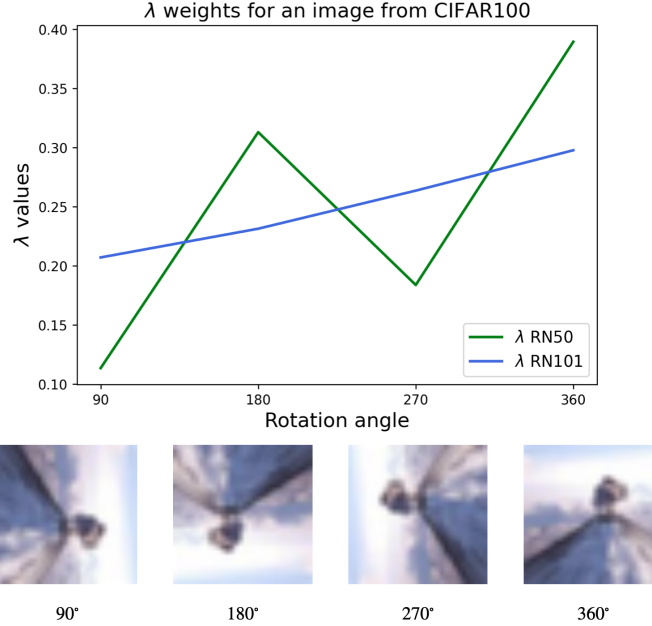 λ weights for an image from CIFAR100
0.40
0.35
0.30
0.25
0.20
0.15
0.10
λ values
90 180 270 360
Rotation angle
λ RN50
λ RN101
90° 180° 270° 360°